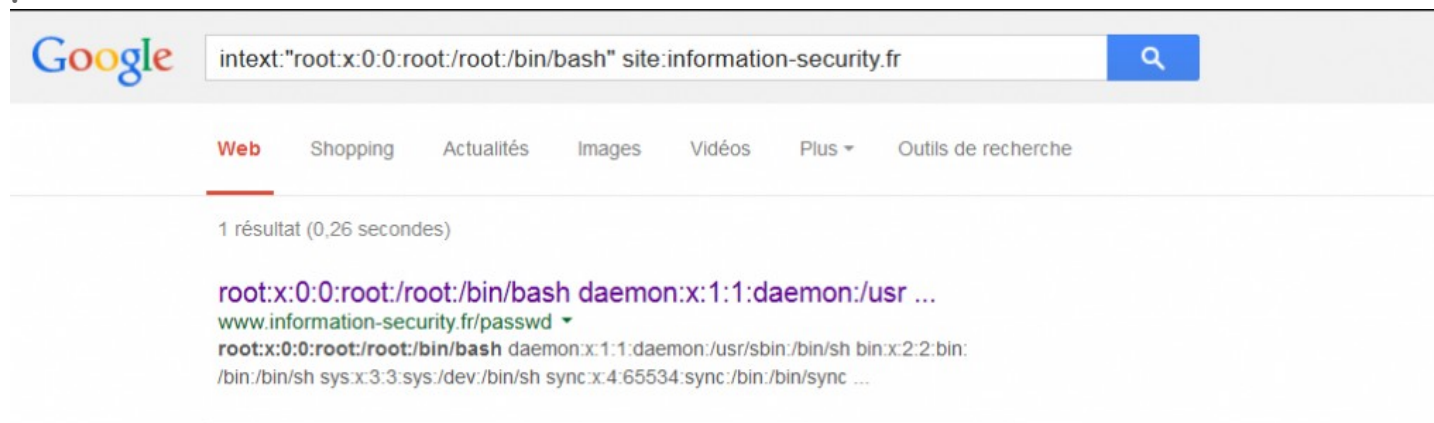 Google
intext:"root:x:0:0:root:/root:/bin/bash" site:information-security.fr
Web Shopping Actualités Images Vidéos Plus Outils de recherche
1 résultat (0,26 secondes)
root:x:0:0:root:/root:/bin/bash daemon:x:1:1:daemon:/usr ...
www.information-security.fr/passwd
root:x:0:0:root:/root:/bin/bash daemon:x:1:1:daemon:/usr/sbin:/bin/sh bin:x:2:2:bin:
/bin:/bin/sh sys:x:3:3:sys:/dev:/bin/sh sync:x:4:65534:sync:/bin:/bin/sync ...